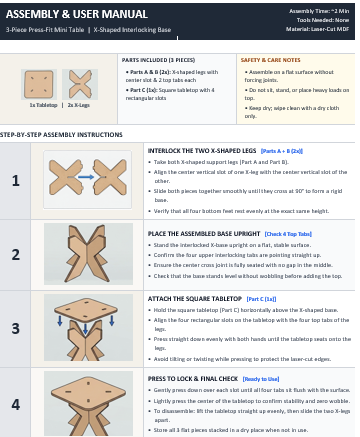 ASSEMBLY & USER MANUAL
3-Piece Press-Fit Mini Table | X-Shaped Interlocking Base
Assembly Time: ~2 Min
Tools Needed: None
Material: Laser-Cut MDF
1x Tabletop | 2x X-Legs
PARTS INCLUDED (3 PIECES)
• Parts A & B (2x): X-shaped legs with
center slot & 2 top tabs each
• Part C (1x): Square tabletop with 4
rectangular slots
SAFETY & CARE NOTES
• Assemble on a flat surface without
forcing joints.
• Do not sit, stand, or place heavy loads on
top.
• Keep dry; wipe clean with a dry cloth
only.
STEP-BY-STEP ASSEMBLY INSTRUCTIONS
1
INTERLOCK THE TWO X-SHAPED LEGS [Parts A + B (2x)]
• Take both X-shaped support legs (Part A and Part B).
• Align the center vertical slot of one X-leg with the center vertical slot of the
other.
• Slide both pieces together smoothly until they cross at 90° to form a rigid
base.
• Verify that all four bottom feet rest evenly at the exact same height.
2
PLACE THE ASSEMBLED BASE UPRIGHT [Check 4 Top Tabs]
• Stand the interlocked X-base upright on a flat, stable surface.
• Confirm the four upper interlocking tabs are pointing straight up.
• Ensure the center cross joint is fully seated with no gap in the middle.
• Check that the base stands level without wobbling before adding the top.
3
ATTACH THE SQUARE TABLETOP [Part C (1x)]
• Hold the square tabletop (Part C) horizontally above the X-shaped base.
• Align the four rectangular slots on the tabletop with the four top tabs of the
legs.
• Press straight down evenly with both hands until the tabletop seats onto the
legs.
• Avoid tilting or twisting while pressing to protect the laser-cut edges.
4
PRESS TO LOCK & FINAL CHECK [Ready to Use]
• Gently press down over each slot until all four tabs sit flush with the surface.
• Lightly press the center of the tabletop to confirm stability and zero wobble.
• To disassemble: lift the tabletop straight up evenly, then slide the two X-legs
apart.
• Store all 3 flat pieces stacked in a dry place when not in use.